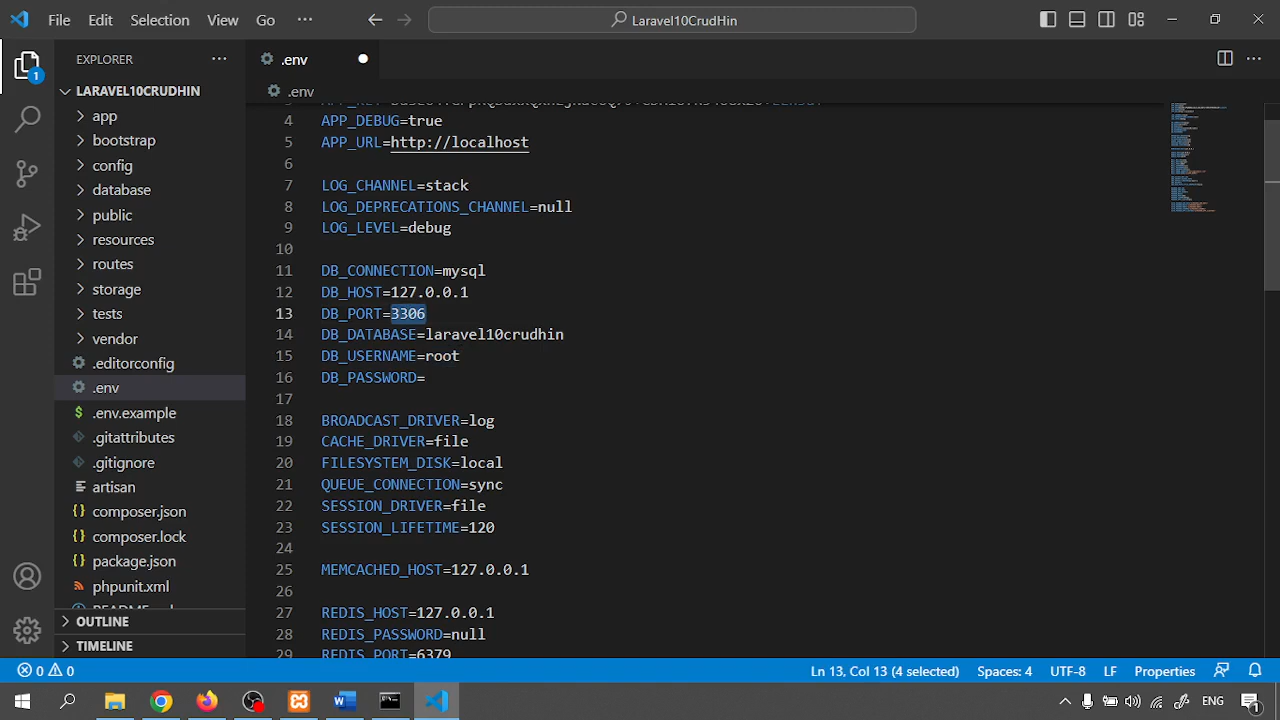 File Edit Selection View Go ···
Laravel10CrudHin
EXPLORER
.env
1
LARAVEL10CRUDHIN
.env
app
bootstrap
config
database
public
resources
routes
storage
tests
vendor
.editorconfig
.env
.env.example
.gitattributes
.gitignore
artisan
composer.json
composer.lock
package.json
phpunit.xml
OUTLINE
TIMELINE
4 APP_DEBUG=true
5 APP_URL=http://localhost
6
7 LOG_CHANNEL=stack
8 LOG_DEPRECATIONS_CHANNEL=null
9 LOG_LEVEL=debug
10
11 DB_CONNECTION=mysql
12 DB_HOST=127.0.0.1
13 DB_PORT=3306
14 DB_DATABASE=laravel10crudhin
15 DB_USERNAME=root
16 DB_PASSWORD=
17
18 BROADCAST_DRIVER=log
19 CACHE_DRIVER=file
20 FILESYSTEM_DISK=local
21 QUEUE_CONNECTION=sync
22 SESSION_DRIVER=file
23 SESSION_LIFETIME=120
24
25 MEMCACHED_HOST=127.0.0.1
26
27 REDIS_HOST=127.0.0.1
28 REDIS_PASSWORD=null
29 REDIS_PORT=6379
0 0 Ln 13, Col 13 (4 selected) Spaces: 4 UTF-8 LF Properties
ENG 1